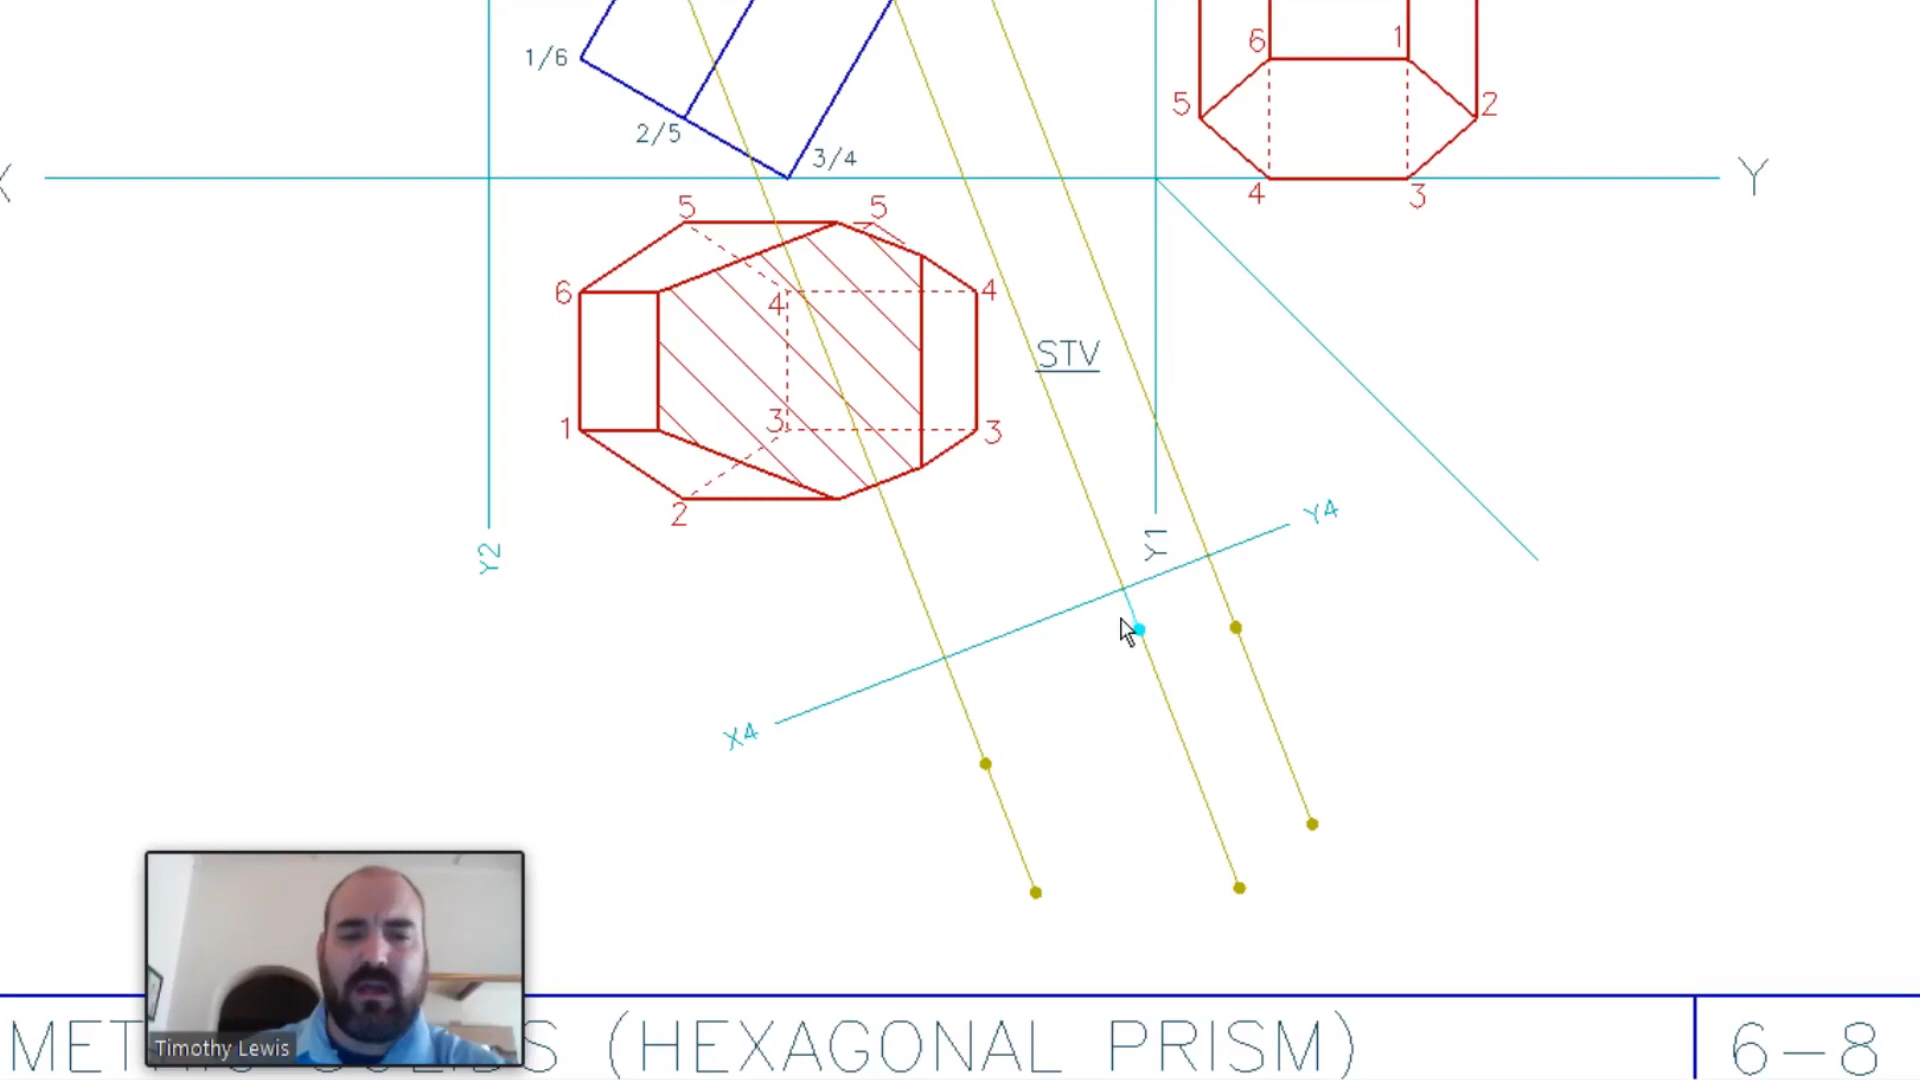 6 1
1/6
5 2
2/5 3/4
X Y
4 3
5 5
6 4 4
STV
1 3 3
2
Y4
Y1
Y2
X4
Timothy Lewis
(HEXAGONAL PRISM) 6-8